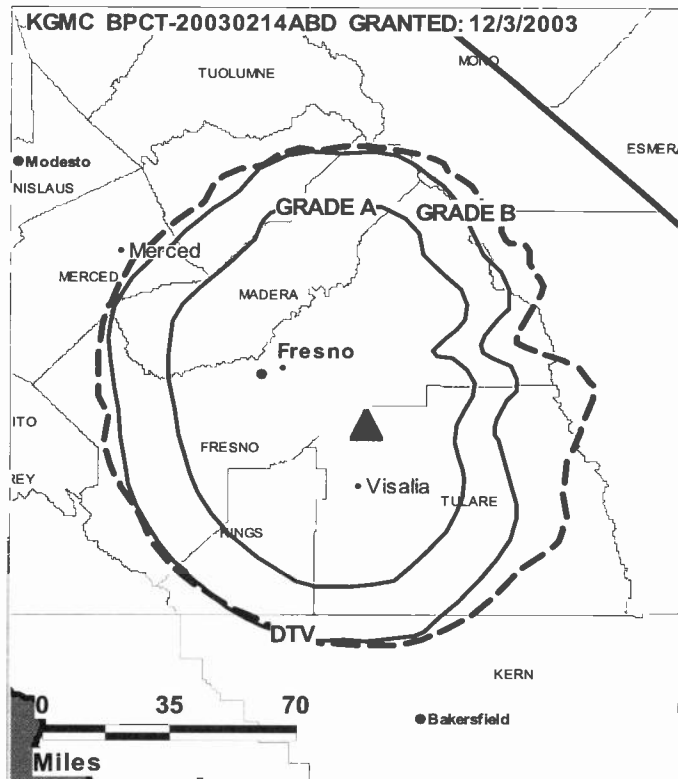 KGMC BPCT-20030214ABD GRANTED: 12/3/2003
MONO
TUOLUMNE
ESMERA
Modesto
NISLAUS
GRADE A
GRADE B
Merced
MERCED
MADERA
Fresno
ITO
FRESNO
REY
Visalia
TULARE
KINGS
DTV
KERN
0 35 70
Bakersfield
Miles